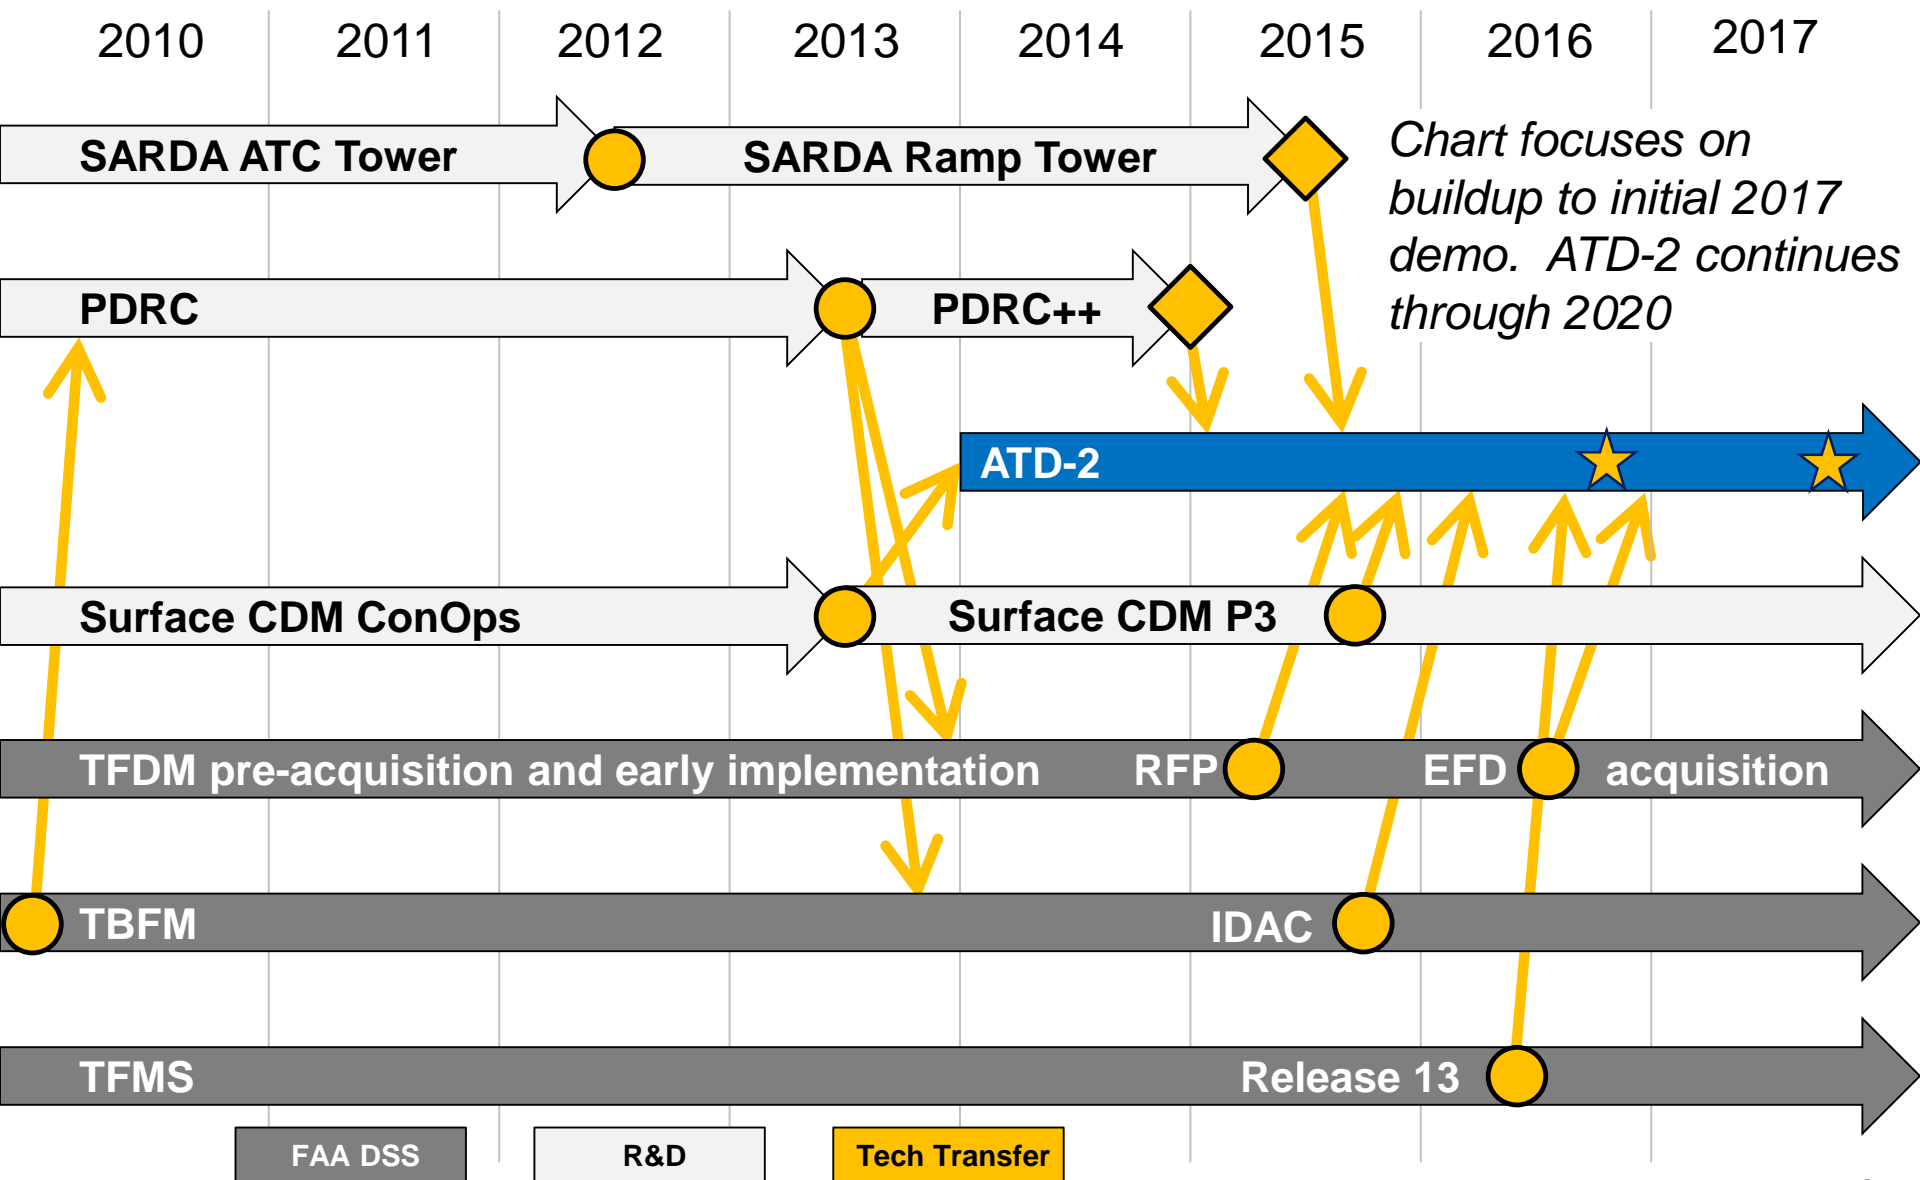 2010 2011 2012 2013 2014 2015 2016 2017
SARDA ATC Tower
SARDA Ramp Tower
Chart focuses on
buildup to initial 2017
demo.  ATD-2 continues
through 2020
PDRC
PDRC++
ATD-2
Surface CDM ConOps
Surface CDM P3
TFDM pre-acquisition and early implementation
RFP
EFD
acquisition
TBFM
IDAC
TFMS
Release 13
FAA DSS
R&D
Tech Transfer